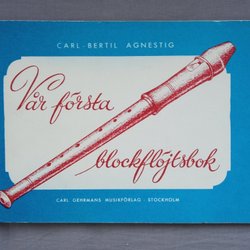 CARL-BERTIL AGNESTIG
Vår första
blockflöjtsbok
CARL GEHRMANS MUSIKFÖRLAG · STOCKHOLM